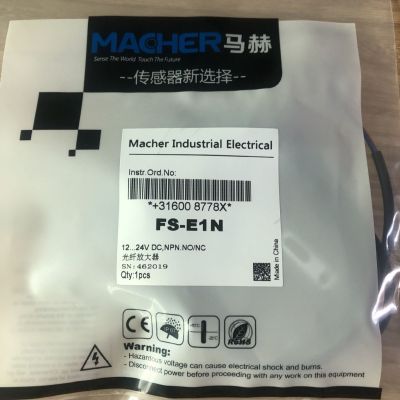 MACHER马赫
Sense The World Touch The Future
--传感器新选择--
Macher Industrial Electrical
Instr.Ord.No:
*+31600 8778X*
FS-E1N
12...24V DC,NPN.NO/NC
光纤放大器
SN:462019
Qty:1pcs
Made in China
CE
RoHS
Warning:
- Hazardous voltage can cause electrical shock and burns.
- Disconnect power before proceeding with any work on this equipment.